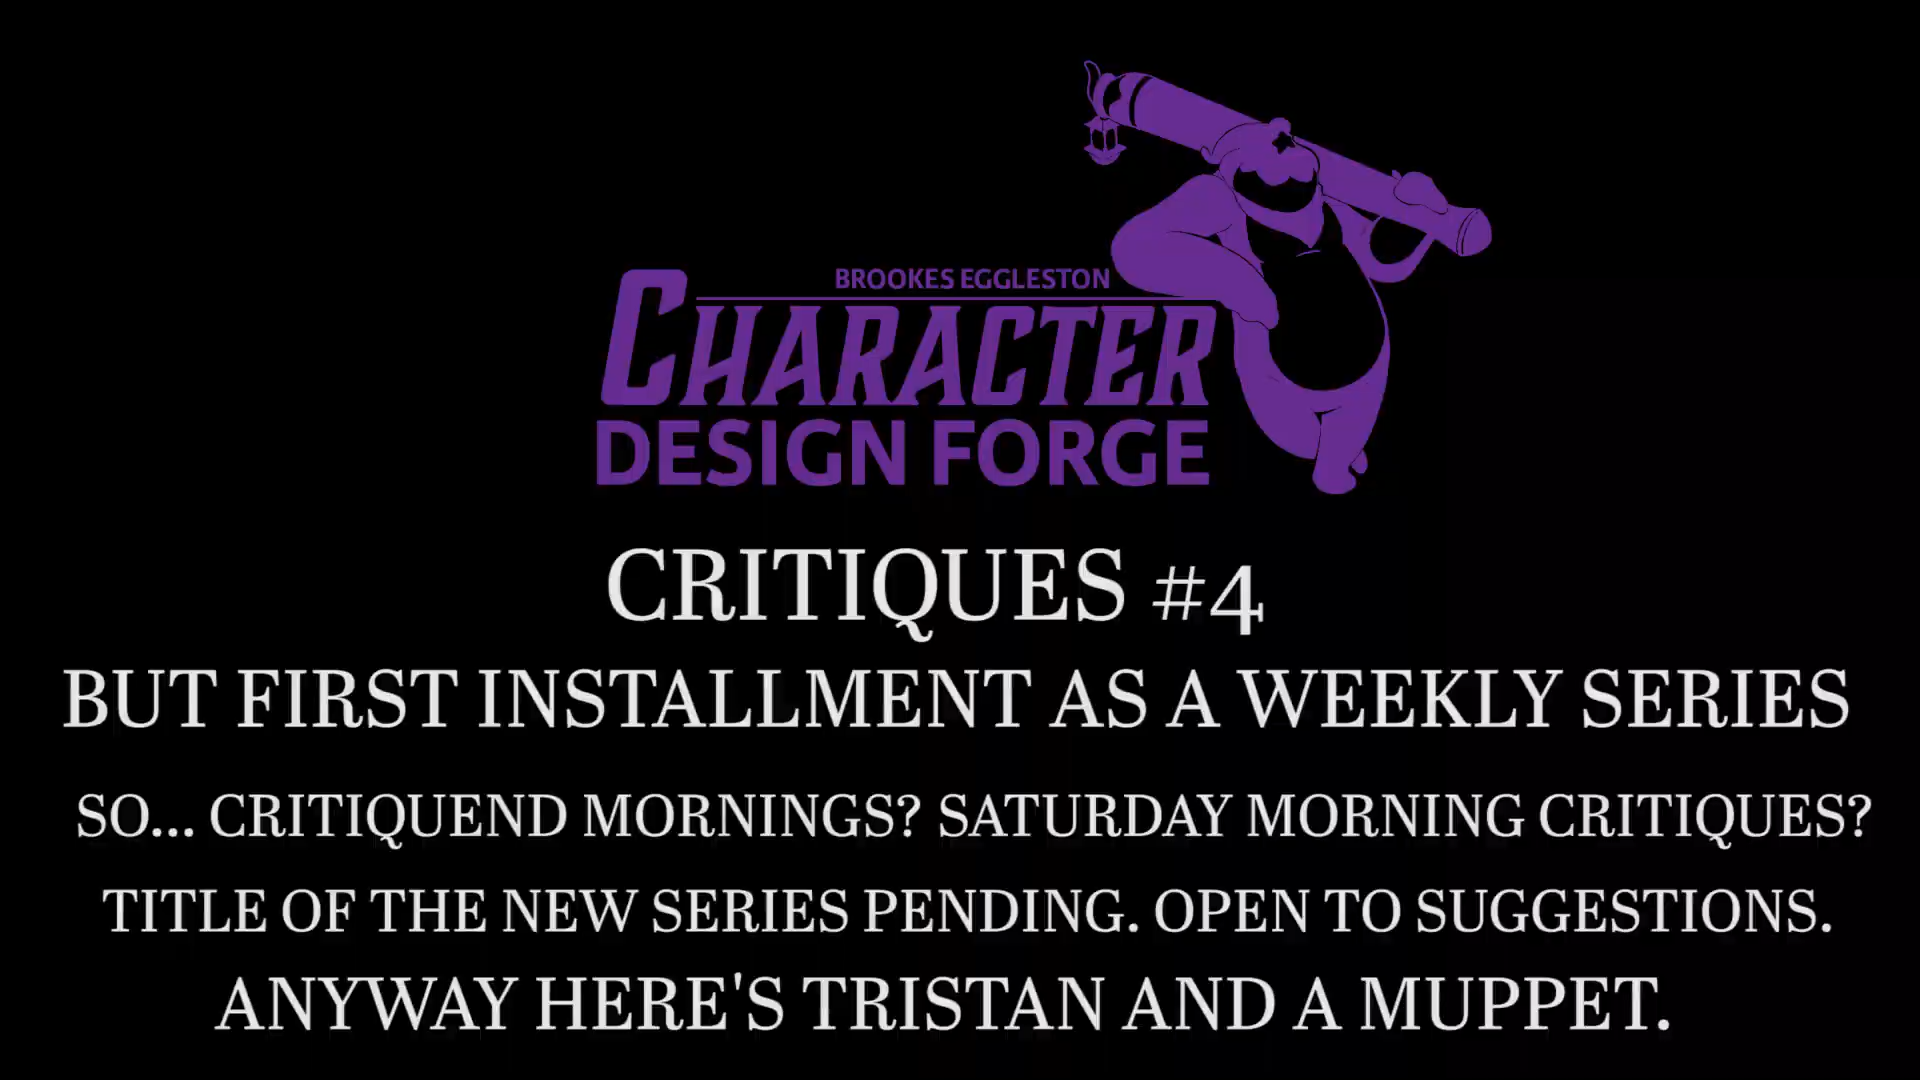 BROOKES EGGLESTON
CHARACTER
DESIGN FORGE
CRITIQUES #4
BUT FIRST INSTALLMENT AS A WEEKLY SERIES
SO... CRITIQUEND MORNINGS? SATURDAY MORNING CRITIQUES?
TITLE OF THE NEW SERIES PENDING. OPEN TO SUGGESTIONS.
ANYWAY HERE'S TRISTAN AND A MUPPET.